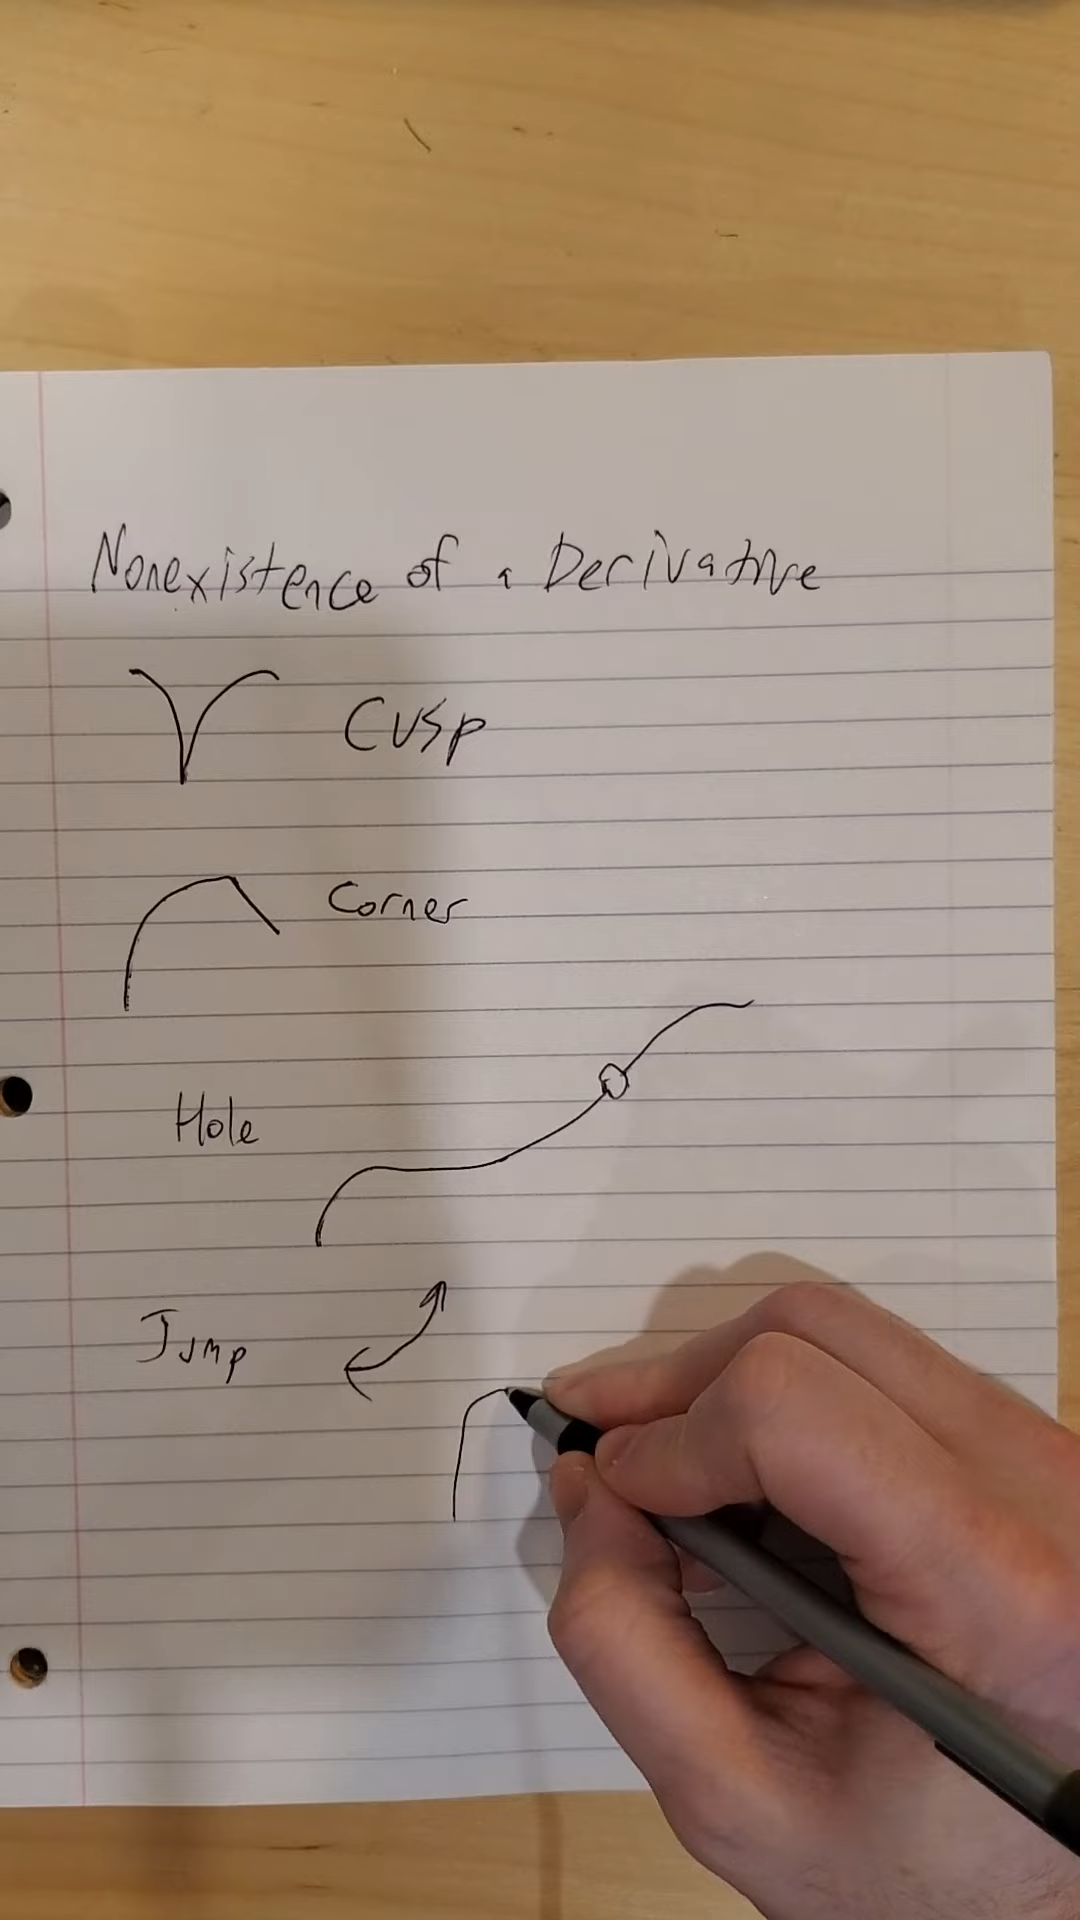 Nonexistence of a Derivative
Cusp
Corner
Hole
Jump